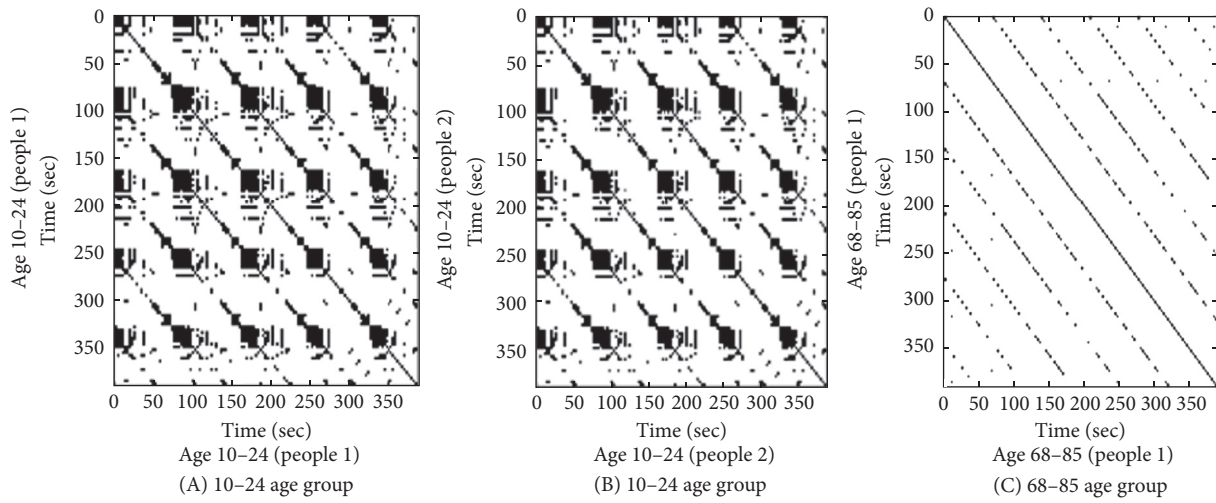 0
50
100
150
200
250
300
350
0 50 100 150 200 250 300 350
Time (sec)
Age 10–24 (people 1)
Time (sec)
Age 10–24 (people 1)
(A) 10–24 age group
0
50
100
150
200
250
300
350
0 50 100 150 200 250 300 350
Time (sec)
Age 10–24 (people 2)
Time (sec)
Age 10–24 (people 2)
(B) 10–24 age group
0
50
100
150
200
250
300
350
0 50 100 150 200 250 300 350
Time (sec)
Age 68–85 (people 1)
Time (sec)
Age 68–85 (people 1)
(C) 68–85 age group